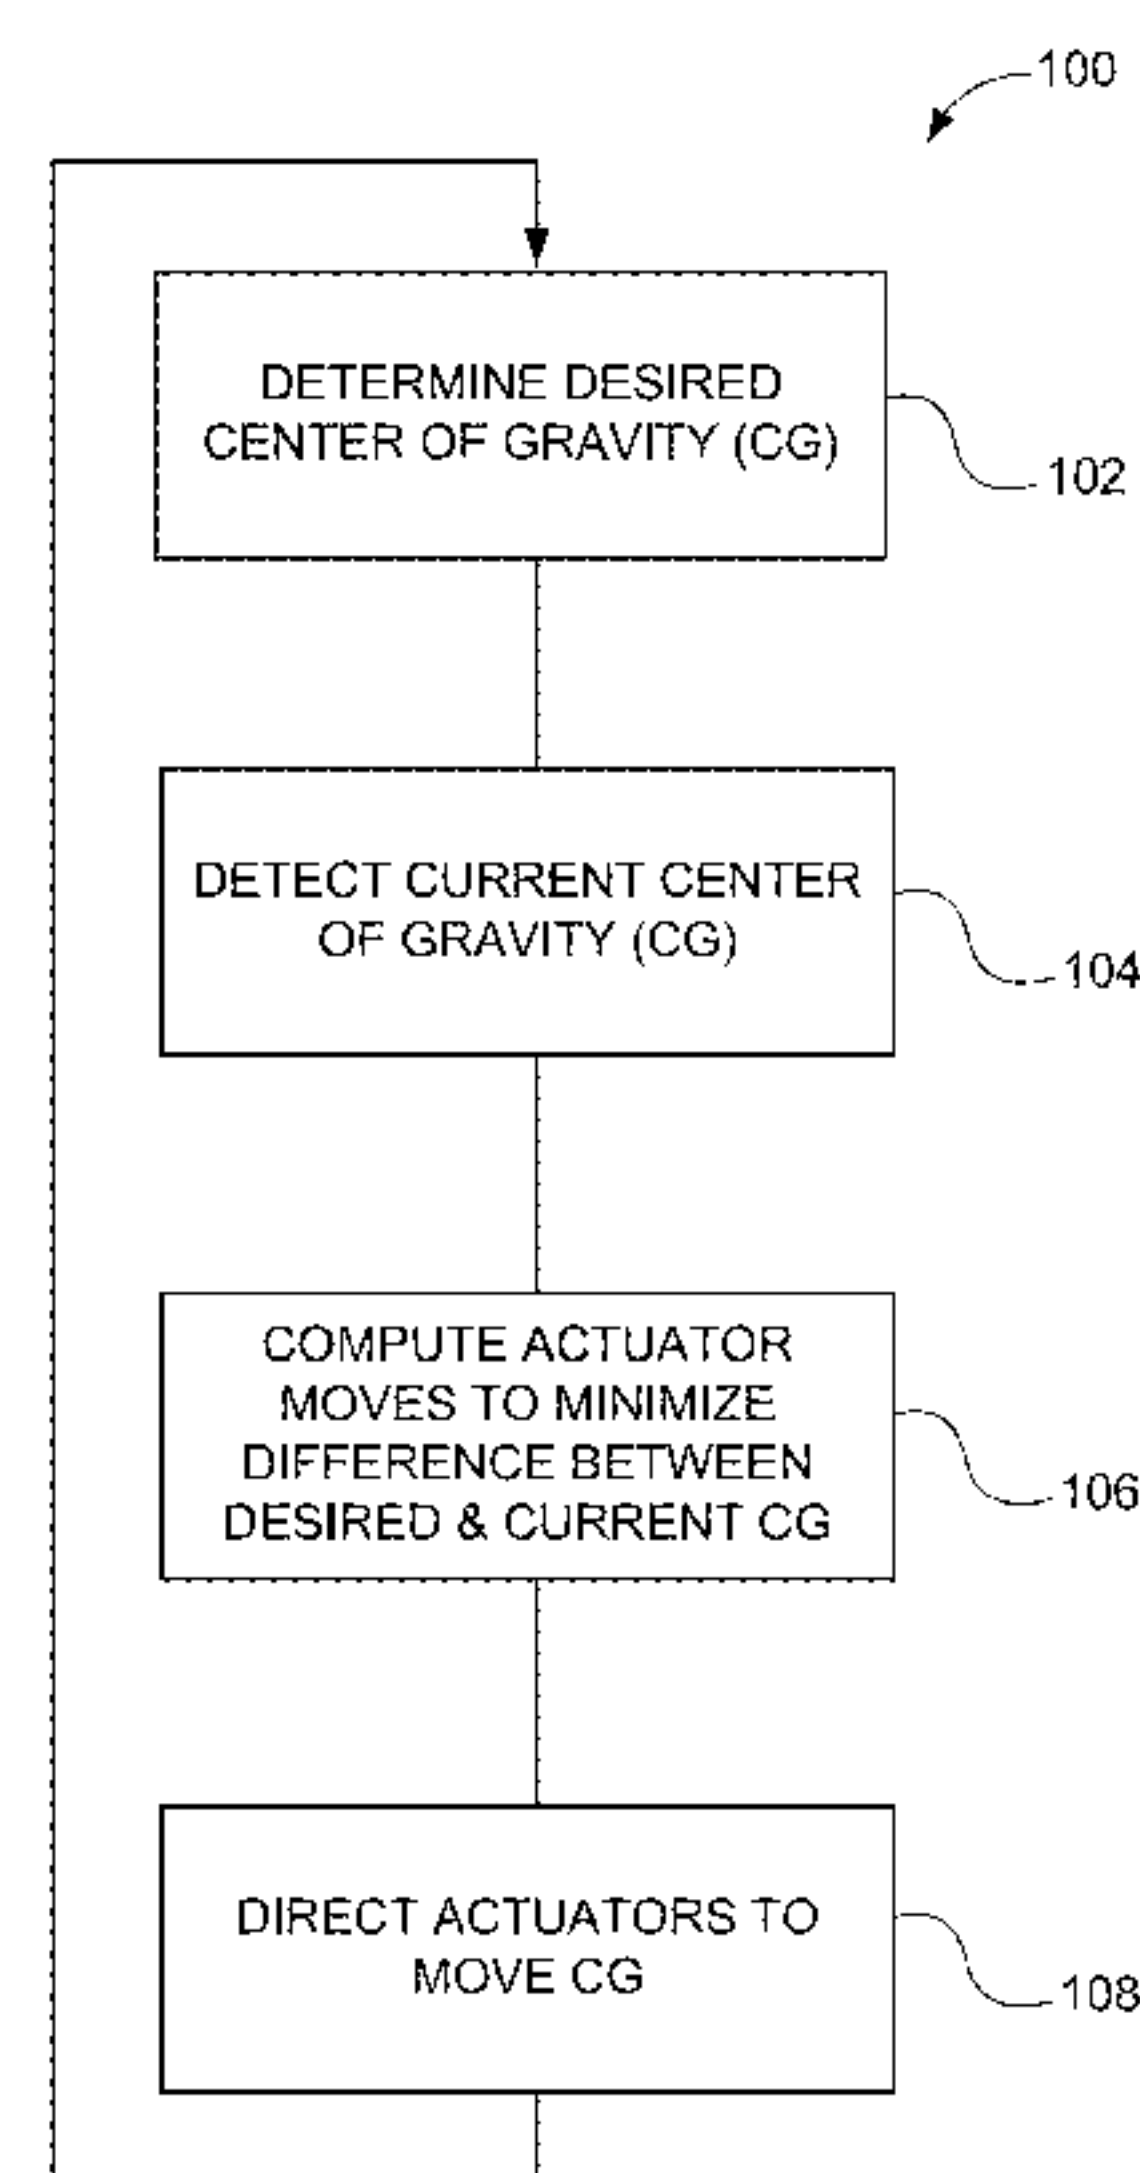 100
DETERMINE DESIRED
CENTER OF GRAVITY (CG)
102
DETECT CURRENT CENTER
OF GRAVITY (CG)
104
COMPUTE ACTUATOR
MOVES TO MINIMIZE
DIFFERENCE BETWEEN
DESIRED & CURRENT CG
106
DIRECT ACTUATORS TO
MOVE CG
108